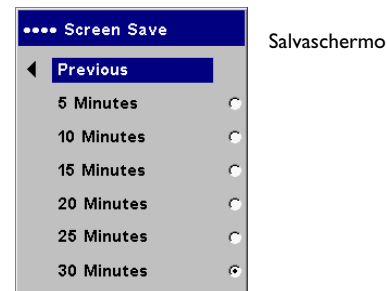 •••• Screen Save
Salvaschermo
Previous
5 Minutes
10 Minutes
15 Minutes
20 Minutes
25 Minutes
30 Minutes